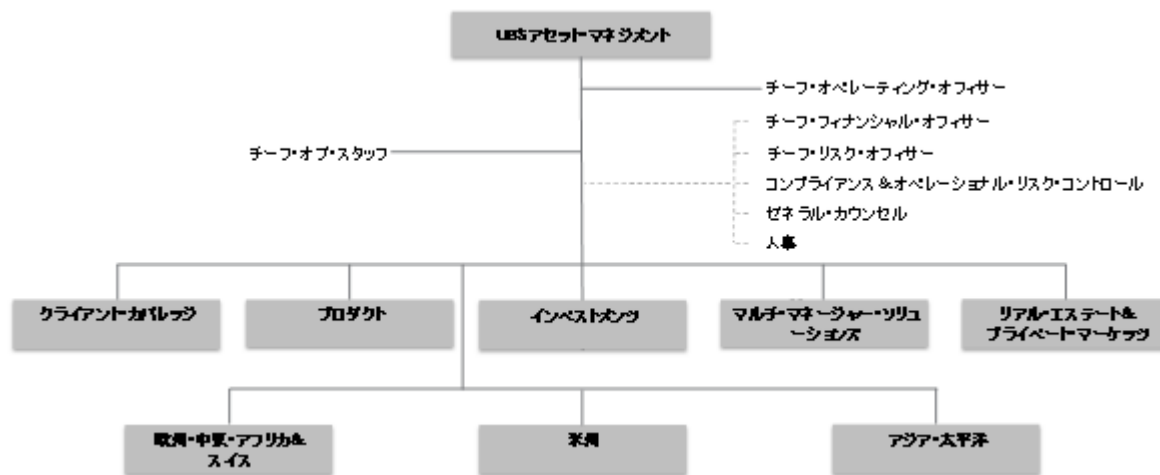 UBSアセット・マネジメント
チーフ・オペレーティング・オフィサー
チーフ・フィナンシャル・オフィサー
チーフ・オブ・スタッフ
チーフ・リスク・オフィサー
コンプライアンス&オペレーショナル・リスク・コントロール
ゼネラル・カウンセル
人事
クライアント・カバレッジ
プロダクト
インベストメンツ
マルチ・マネージャー・ソリュ
ーションズ
リアル・エステート&
プライベート・マーケッツ
欧州・中東・アフリカ&
スイス
米州
アジア・太平洋